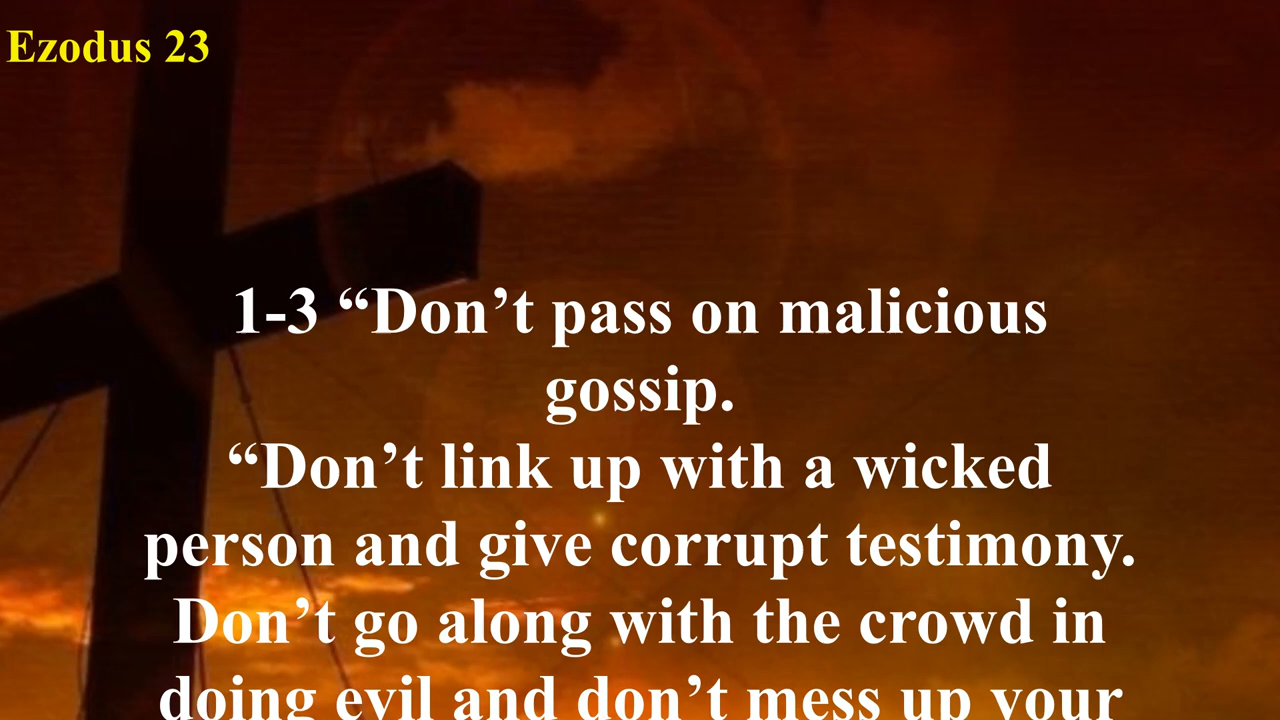 Ezodus 23
1-3 “Don’t pass on malicious
gossip.
“Don’t link up with a wicked
person and give corrupt testimony.
Don’t go along with the crowd in
doing evil and don’t mess up your